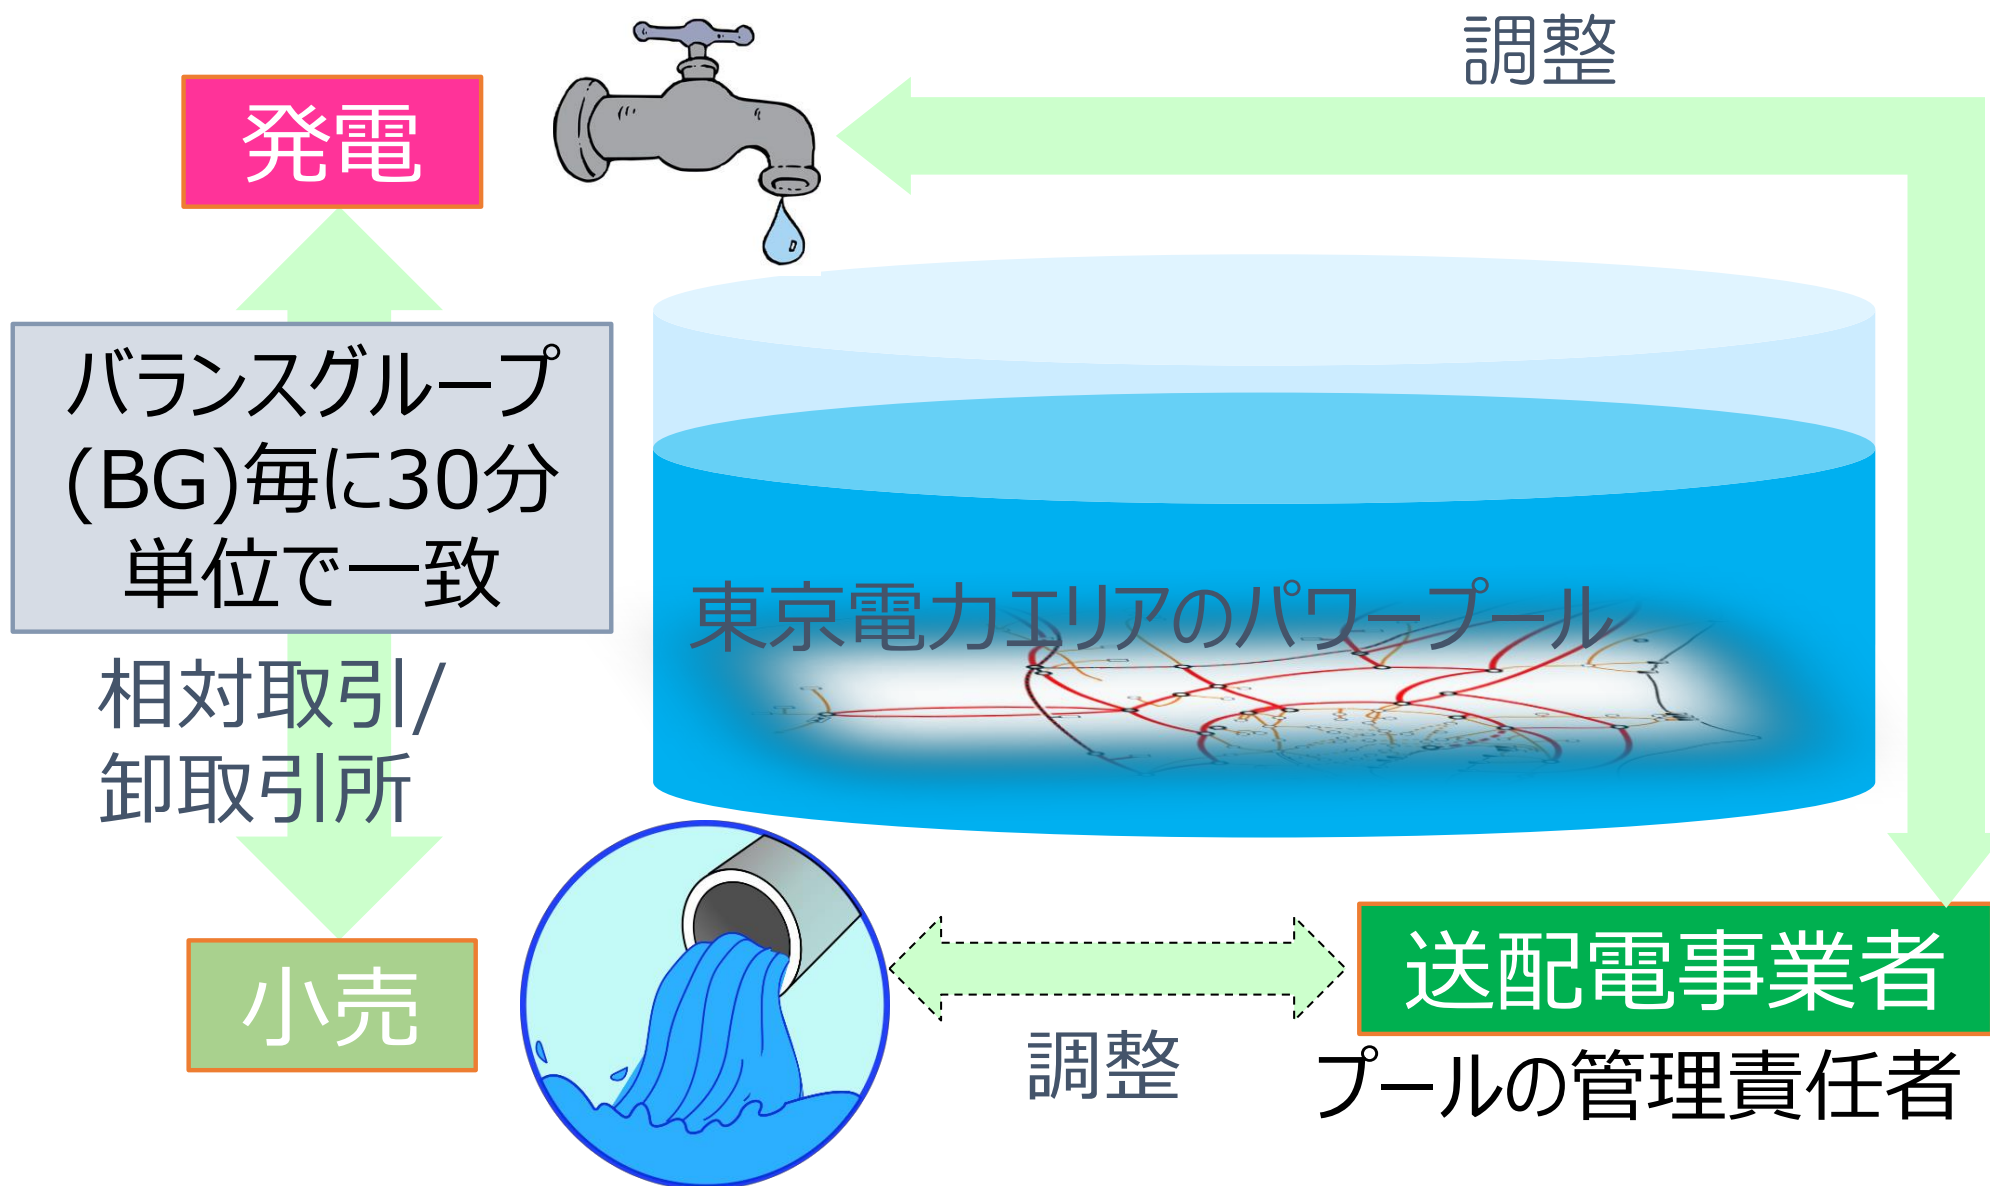 調整
発電
バランスグループ
(BG)毎に30分
単位で一致
東京電力エリアのパワープール
相対取引/
卸取引所
小売
送配電事業者
調整
プールの管理責任者